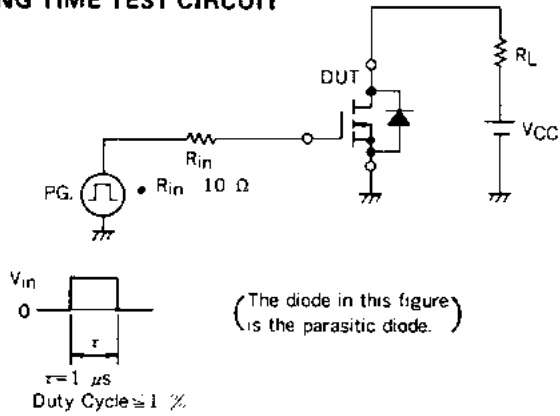 NG TIME TEST CIRCUIT
DUT
RL
VCC
Rin
PG.
• Rin 10 Ω
Vin
0
τ
τ=1 μs
Duty Cycle≦1 %
(The diode in this figure
is the parasitic diode.)